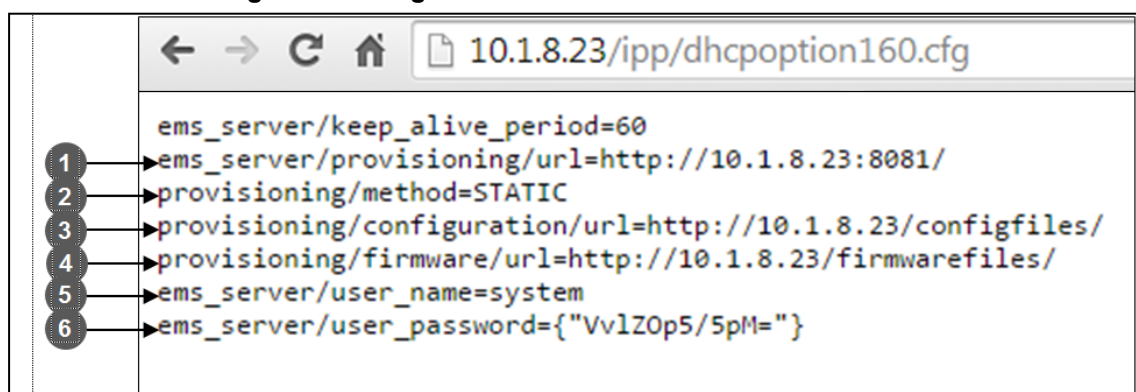 10.1.8.23/ipp/dhcpoption160.cfg
ems_server/keep_alive_period=60
1 ems_server/provisioning/url=http://10.1.8.23:8081/
2 provisioning/method=STATIC
3 provisioning/configuration/url=http://10.1.8.23/configfiles/
4 provisioning/firmware/url=http://10.1.8.23/firmwarefiles/
5 ems_server/user_name=system
6 ems_server/user_password={"VvlZOp5/5pM="}